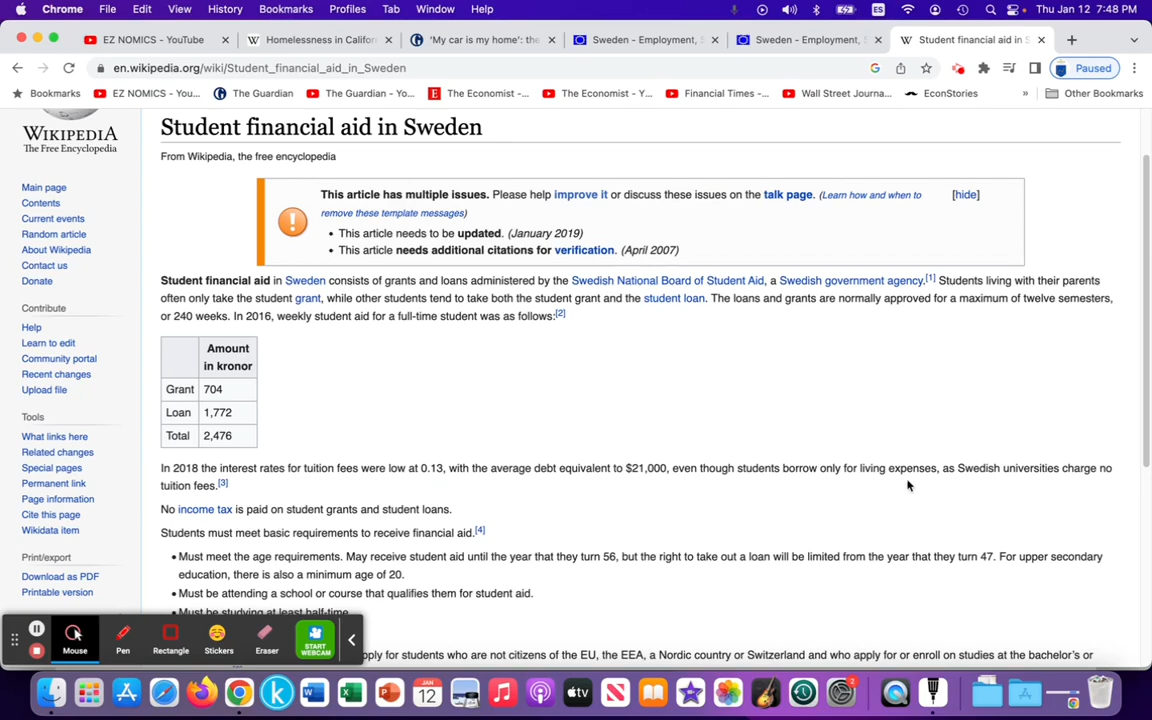 Chrome File Edit View History Bookmarks Profiles Tab Window Help ES Thu Jan 12 7:48 PM
EZ NOMICS - YouTube Homelessness in Califor 'My car is my home': the Sweden - Employment, S Sweden - Employment, S Student financial aid in S
en.wikipedia.org/wiki/Student_financial_aid_in_Sweden Paused
Bookmarks EZ NOMICS - You... The Guardian The Guardian - Yo... The Economist -... The Economist - Y... Financial Times -... Wall Street Journa... EconStories » Other Bookmarks
WIKIPEDIA
The Free Encyclopedia
Main page
Contents
Current events
Random article
About Wikipedia
Contact us
Donate
Contribute
Help
Learn to edit
Community portal
Recent changes
Upload file
Tools
What links here
Related changes
Special pages
Permanent link
Page information
Cite this page
Wikidata item
Print/export
Download as PDF
Printable version
Student financial aid in Sweden
From Wikipedia, the free encyclopedia
This article has multiple issues. Please help improve it or discuss these issues on the talk page. (Learn how and when to [hide]
remove these template messages)
• This article needs to be updated. (January 2019)
• This article needs additional citations for verification. (April 2007)
Student financial aid in Sweden consists of grants and loans administered by the Swedish National Board of Student Aid, a Swedish government agency.[1] Students living with their parents
often only take the student grant, while other students tend to take both the student grant and the student loan. The loans and grants are normally approved for a maximum of twelve semesters,
or 240 weeks. In 2016, weekly student aid for a full-time student was as follows:[2]
Amount
in kronor
Grant 704
Loan 1,772
Total 2,476
In 2018 the interest rates for tuition fees were low at 0.13, with the average debt equivalent to $21,000, even though students borrow only for living expenses, as Swedish universities charge no
tuition fees.[3]
No income tax is paid on student grants and student loans.
Students must meet basic requirements to receive financial aid.[4]
• Must meet the age requirements. May receive student aid until the year that they turn 56, but the right to take out a loan will be limited from the year that they turn 47. For upper secondary
education, there is also a minimum age of 20.
• Must be attending a school or course that qualifies them for student aid.
• Must be studying at least half-time
pply for students who are not citizens of the EU, the EEA, a Nordic country or Switzerland and who apply for or enroll on studies at the bachelor's or
Mouse Pen Rectangle Stickers Eraser START
WEBCAM
JAN
12
2